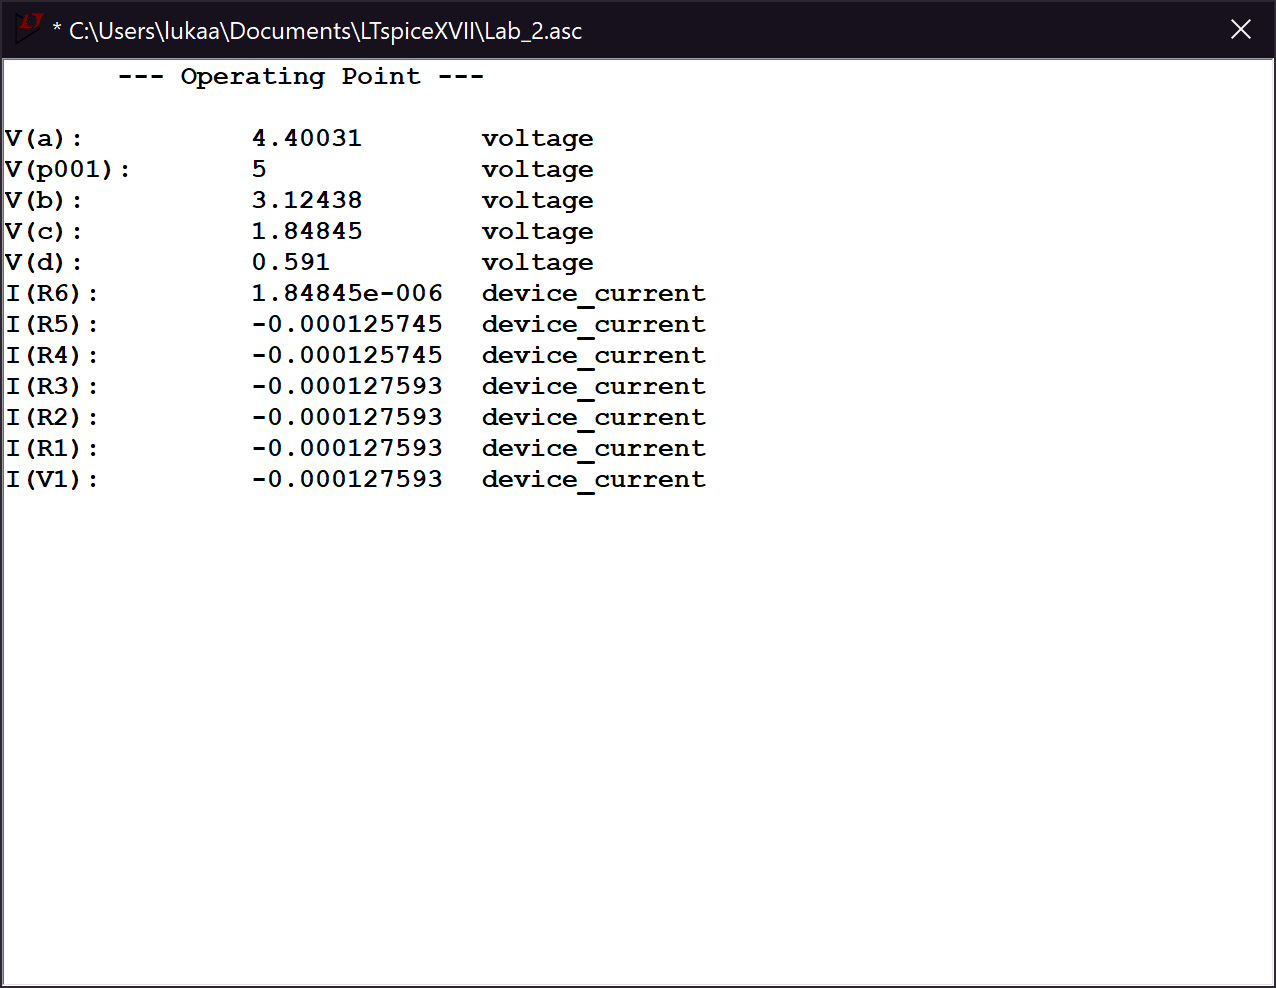 LT * C:\Users\lukaa\Documents\LTspiceXVII\Lab_2.asc
--- Operating Point ---
V(a): 4.40031 voltage
V(p001): 5 voltage
V(b): 3.12438 voltage
V(c): 1.84845 voltage
V(d): 0.591 voltage
I(R6): 1.84845e-006 device_current
I(R5): -0.000125745 device_current
I(R4): -0.000125745 device_current
I(R3): -0.000127593 device_current
I(R2): -0.000127593 device_current
I(R1): -0.000127593 device_current
I(V1): -0.000127593 device_current